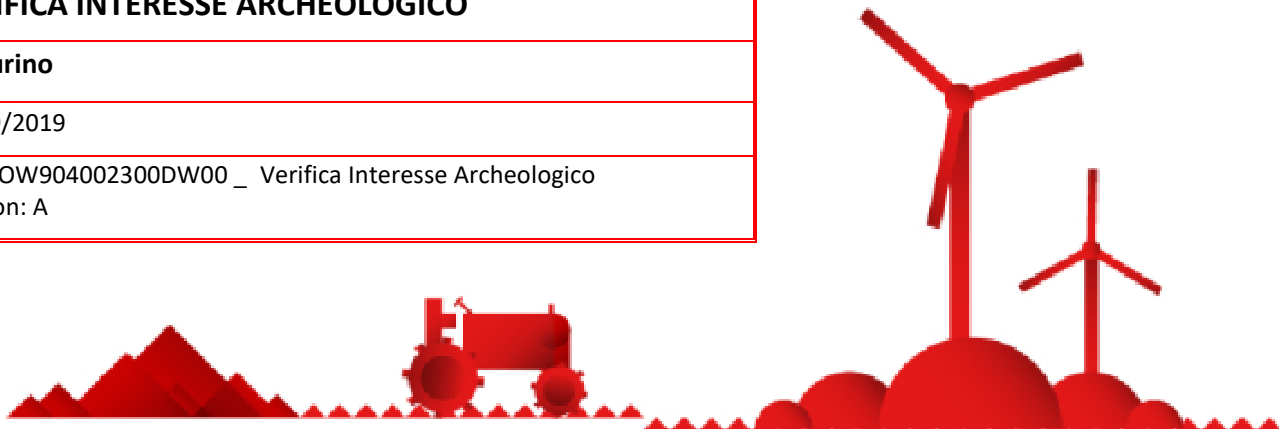 IFICA INTERESSE ARCHEOLOGICO
urino
/2019
OW904002300DW00 _ Verifica Interesse Archeologico
on: A